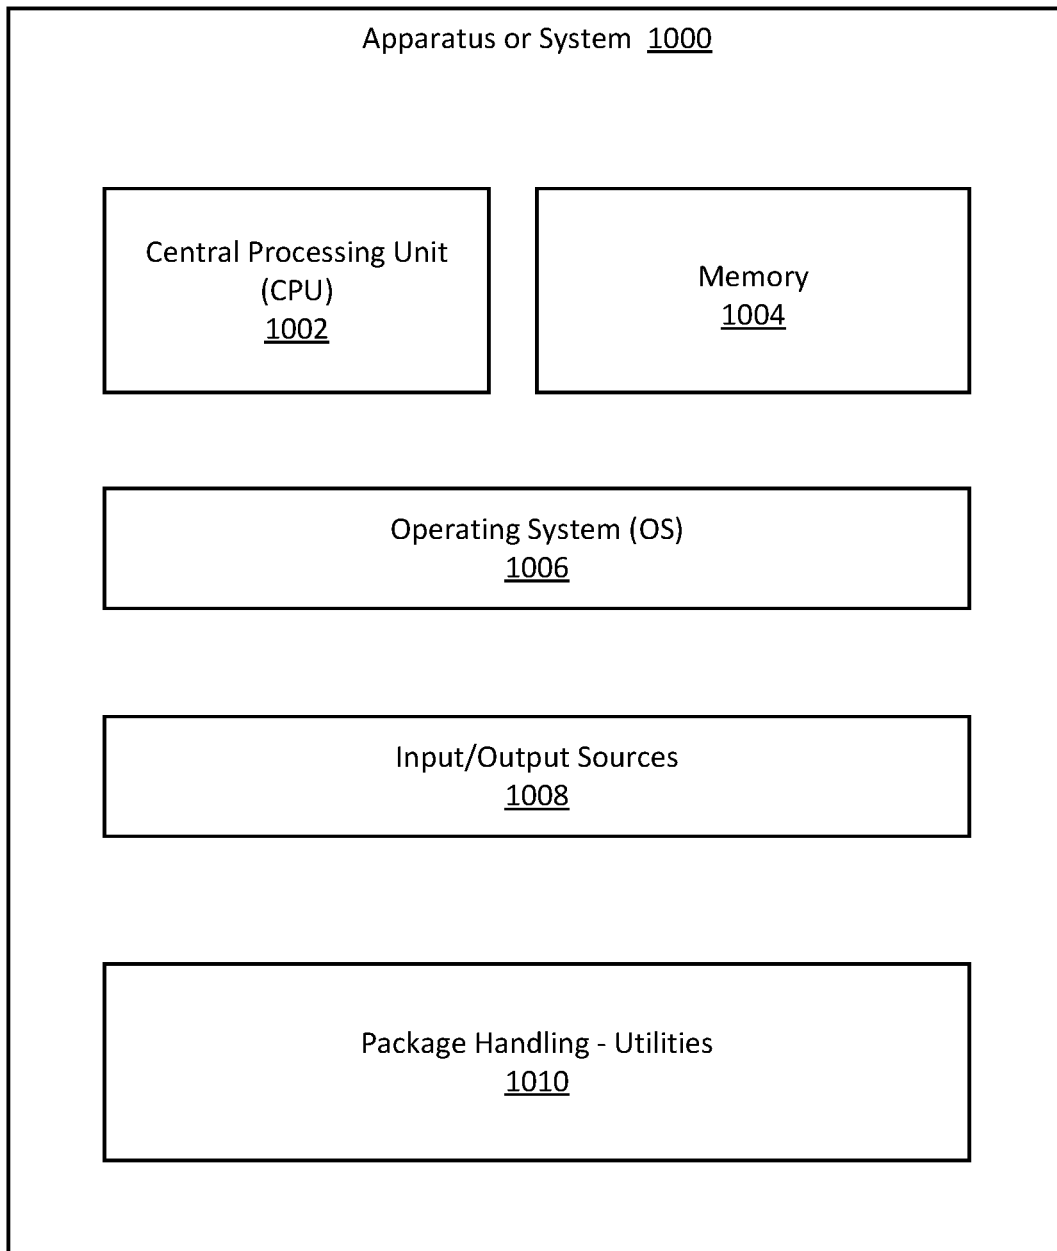 Apparatus or System 1000
Central Processing Unit
(CPU)
1002
Memory
1004
Operating System (OS)
1006
Input/Output Sources
1008
Package Handling - Utilities
1010